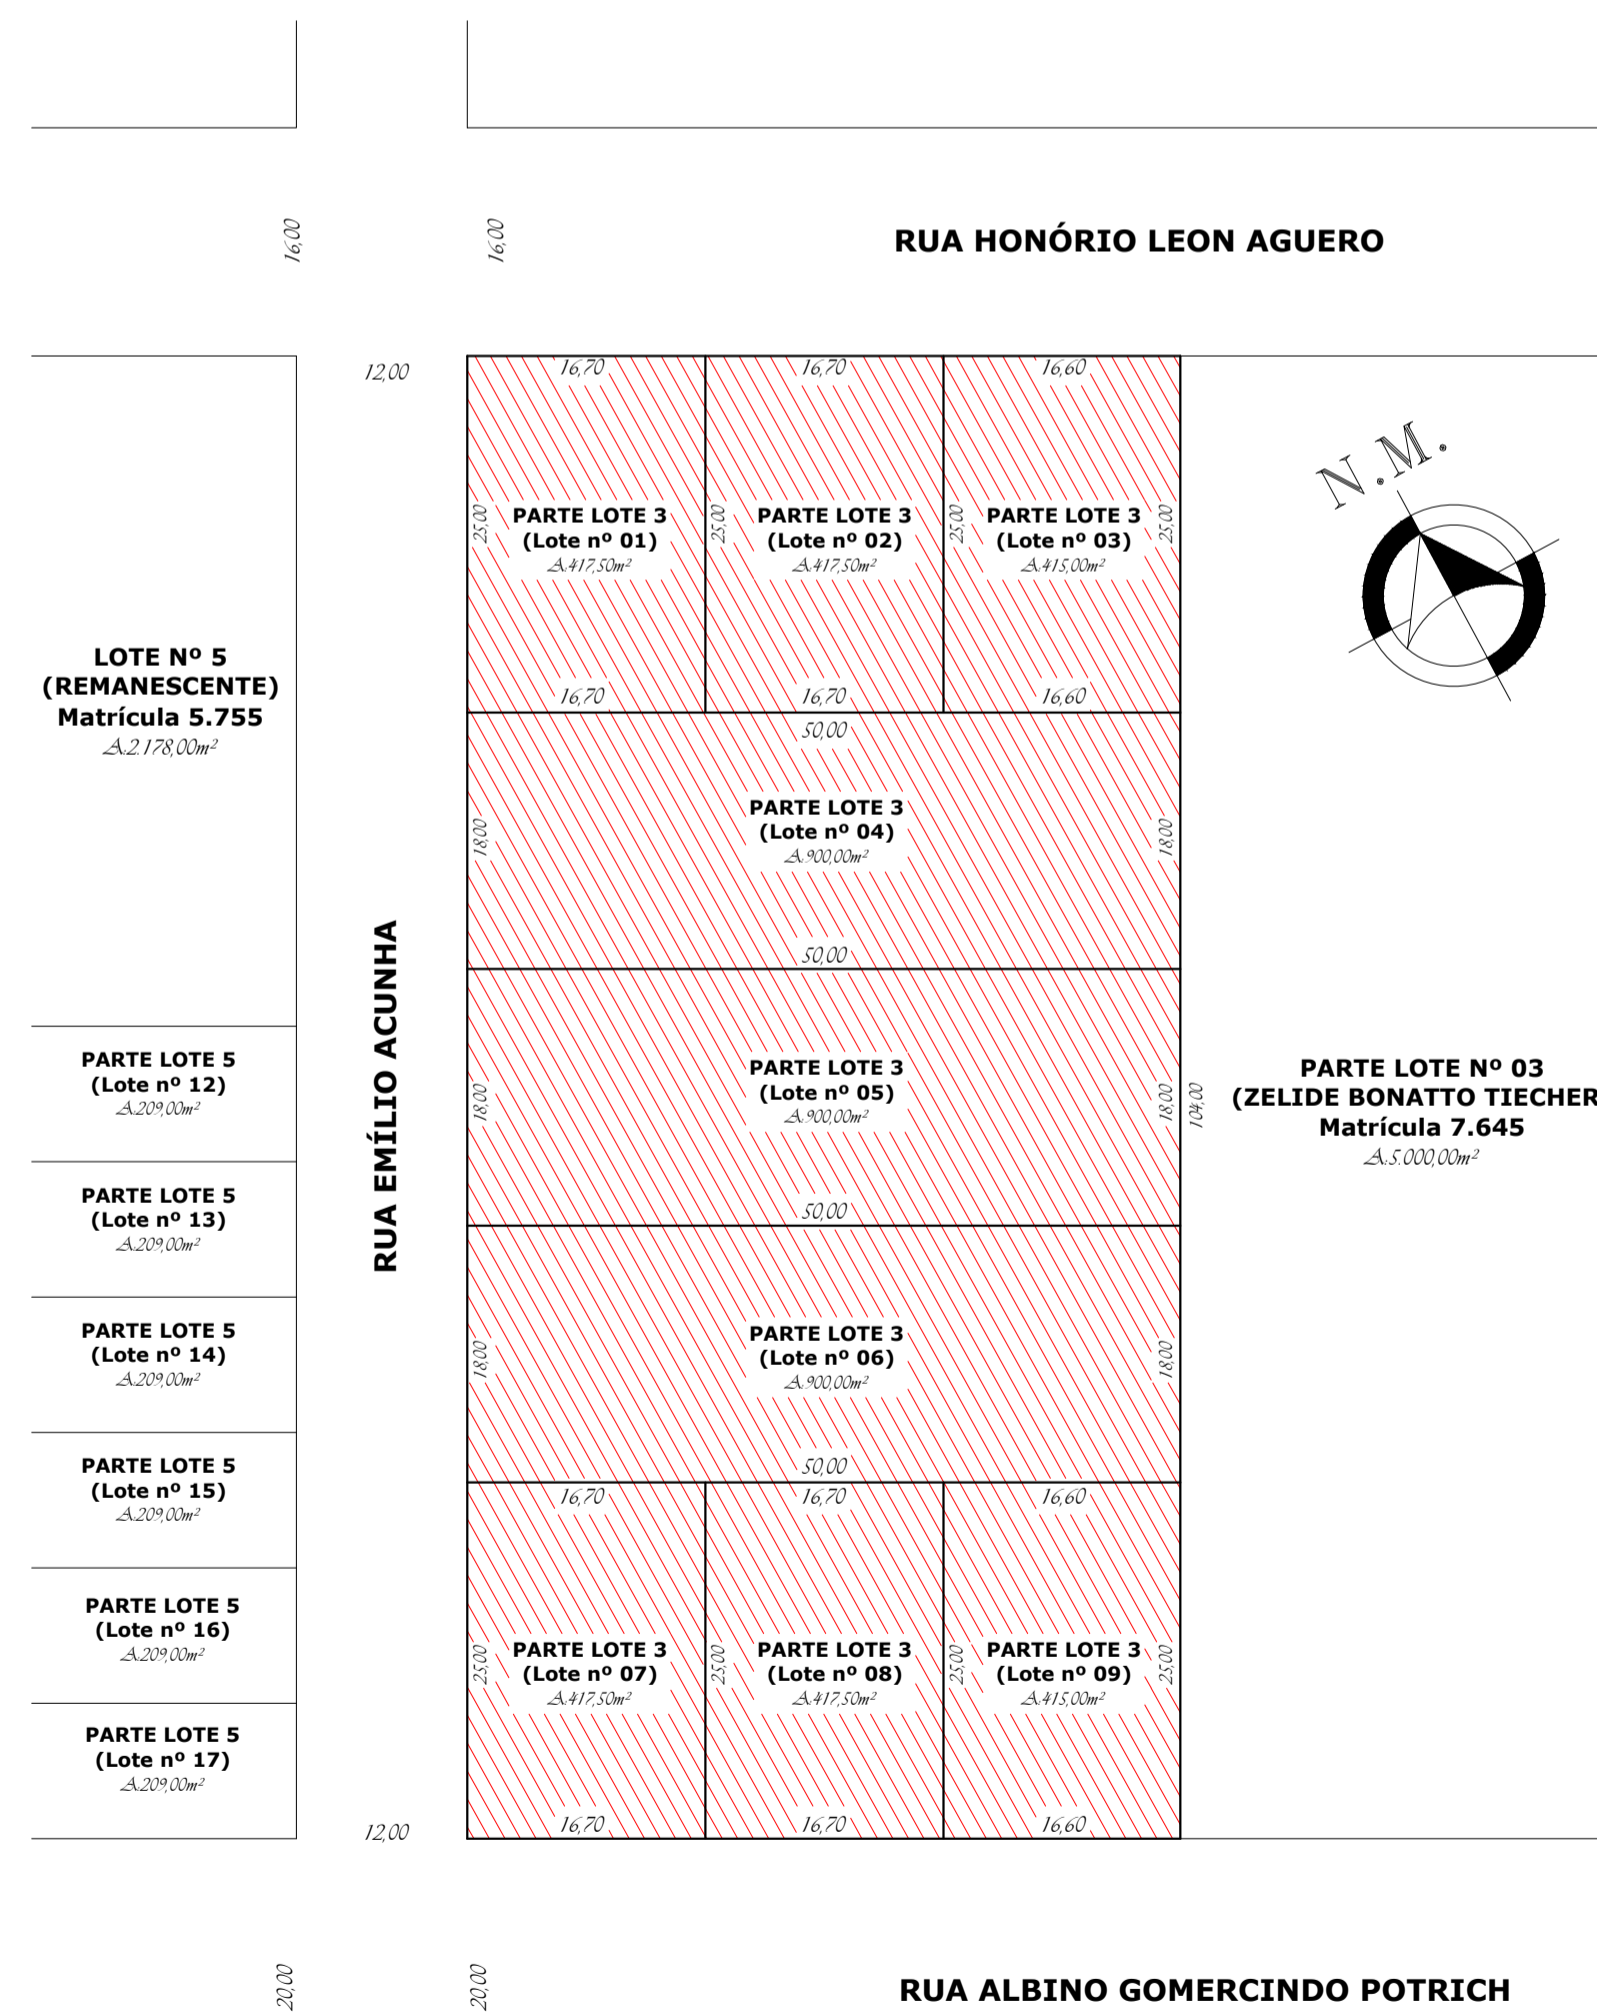 16,00
16,00
RUA HONÓRIO LEON AGUERO
12,00
16,70
16,70
16,60
N.M.
25,00
PARTE LOTE 3
(Lote nº 01)
A:417,50m²
25,00
PARTE LOTE 3
(Lote nº 02)
A:417,50m²
25,00
PARTE LOTE 3
(Lote nº 03)
A:415,00m²
25,00
16,70
16,70
16,60
LOTE Nº 5
(REMANESCENTE)
Matrícula 5.755
A:2.178,00m²
50,00
18,00
PARTE LOTE 3
(Lote nº 04)
A:900,00m²
18,00
50,00
RUA EMÍLIO ACUNHA
18,00
PARTE LOTE 3
(Lote nº 05)
A:900,00m²
18,00
104,00
50,00
PARTE LOTE Nº 03
(ZELIDE BONATTO TIECHER
Matrícula 7.645
A:5.000,00m²
PARTE LOTE 5
(Lote nº 12)
A:209,00m²
PARTE LOTE 5
(Lote nº 13)
A:209,00m²
PARTE LOTE 5
(Lote nº 14)
A:209,00m²
PARTE LOTE 5
(Lote nº 15)
A:209,00m²
PARTE LOTE 5
(Lote nº 16)
A:209,00m²
PARTE LOTE 5
(Lote nº 17)
A:209,00m²
18,00
PARTE LOTE 3
(Lote nº 06)
A:900,00m²
18,00
50,00
16,70
16,70
16,60
25,00
PARTE LOTE 3
(Lote nº 07)
A:417,50m²
25,00
PARTE LOTE 3
(Lote nº 08)
A:417,50m²
25,00
PARTE LOTE 3
(Lote nº 09)
A:415,00m²
25,00
12,00
16,70
16,70
16,60
20,00
20,00
RUA ALBINO GOMERCINDO POTRICH